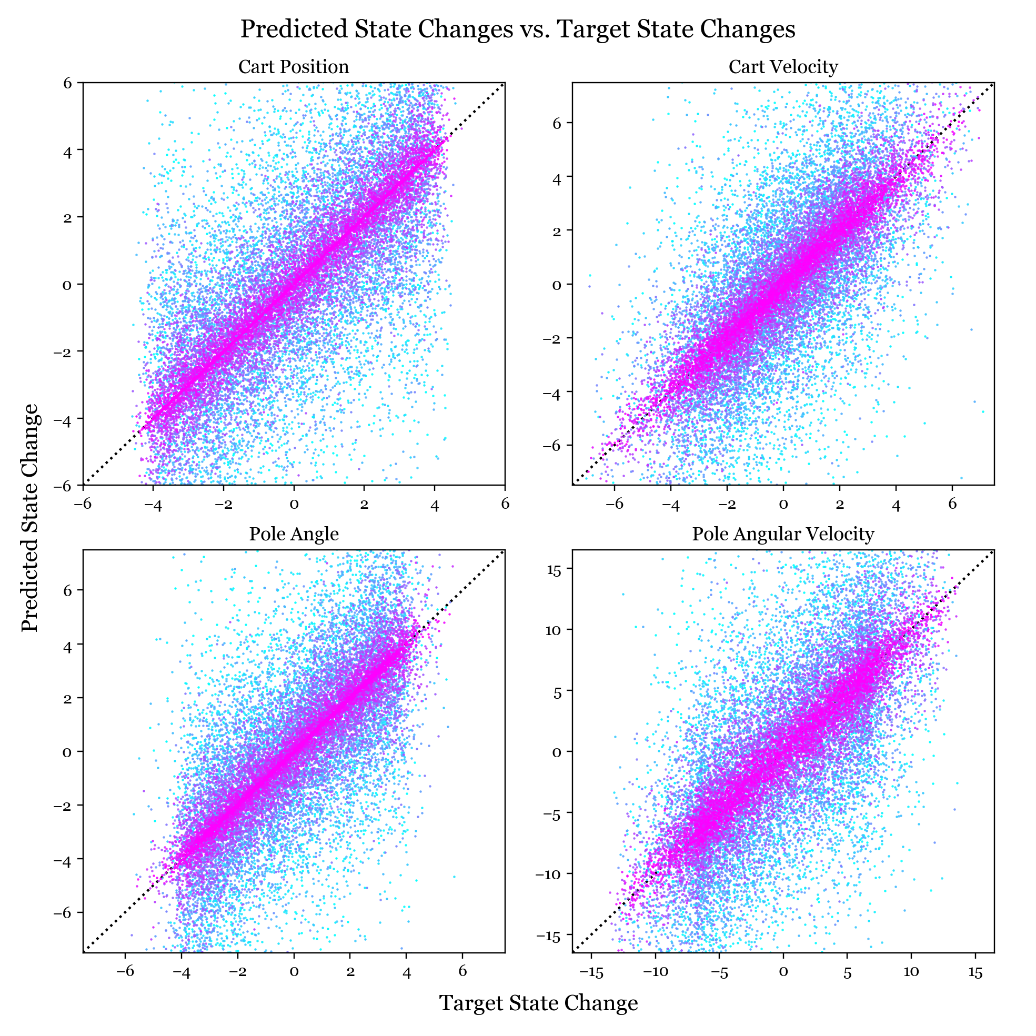 Predicted State Changes vs. Target State Changes
Cart Position
Cart Velocity
6
4
2
0
−2
−4
−6
6
4
2
0
−2
−4
−6
−6 −4 −2 0 2 4 6
−6 −4 −2 0 2 4 6
Predicted State Change
Pole Angle
Pole Angular Velocity
6
4
2
0
−2
−4
−6
15
10
5
0
−5
−10
−15
−6 −4 −2 0 2 4 6
−15 −10 −5 0 5 10 15
Target State Change